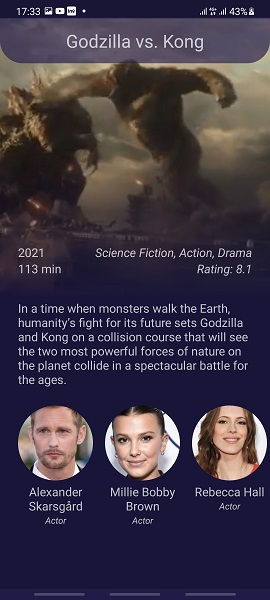 17:33 43%
Godzilla vs. Kong
2021 Science Fiction, Action, Drama
113 min Rating: 8.1
In a time when monsters walk the Earth,
humanity's fight for its future sets Godzilla
and Kong on a collision course that will see
the two most powerful forces of nature on
the planet collide in a spectacular battle for
the ages.
Alexander Millie Bobby Rebecca Hall
Skarsgård Brown Actor
Actor Actor